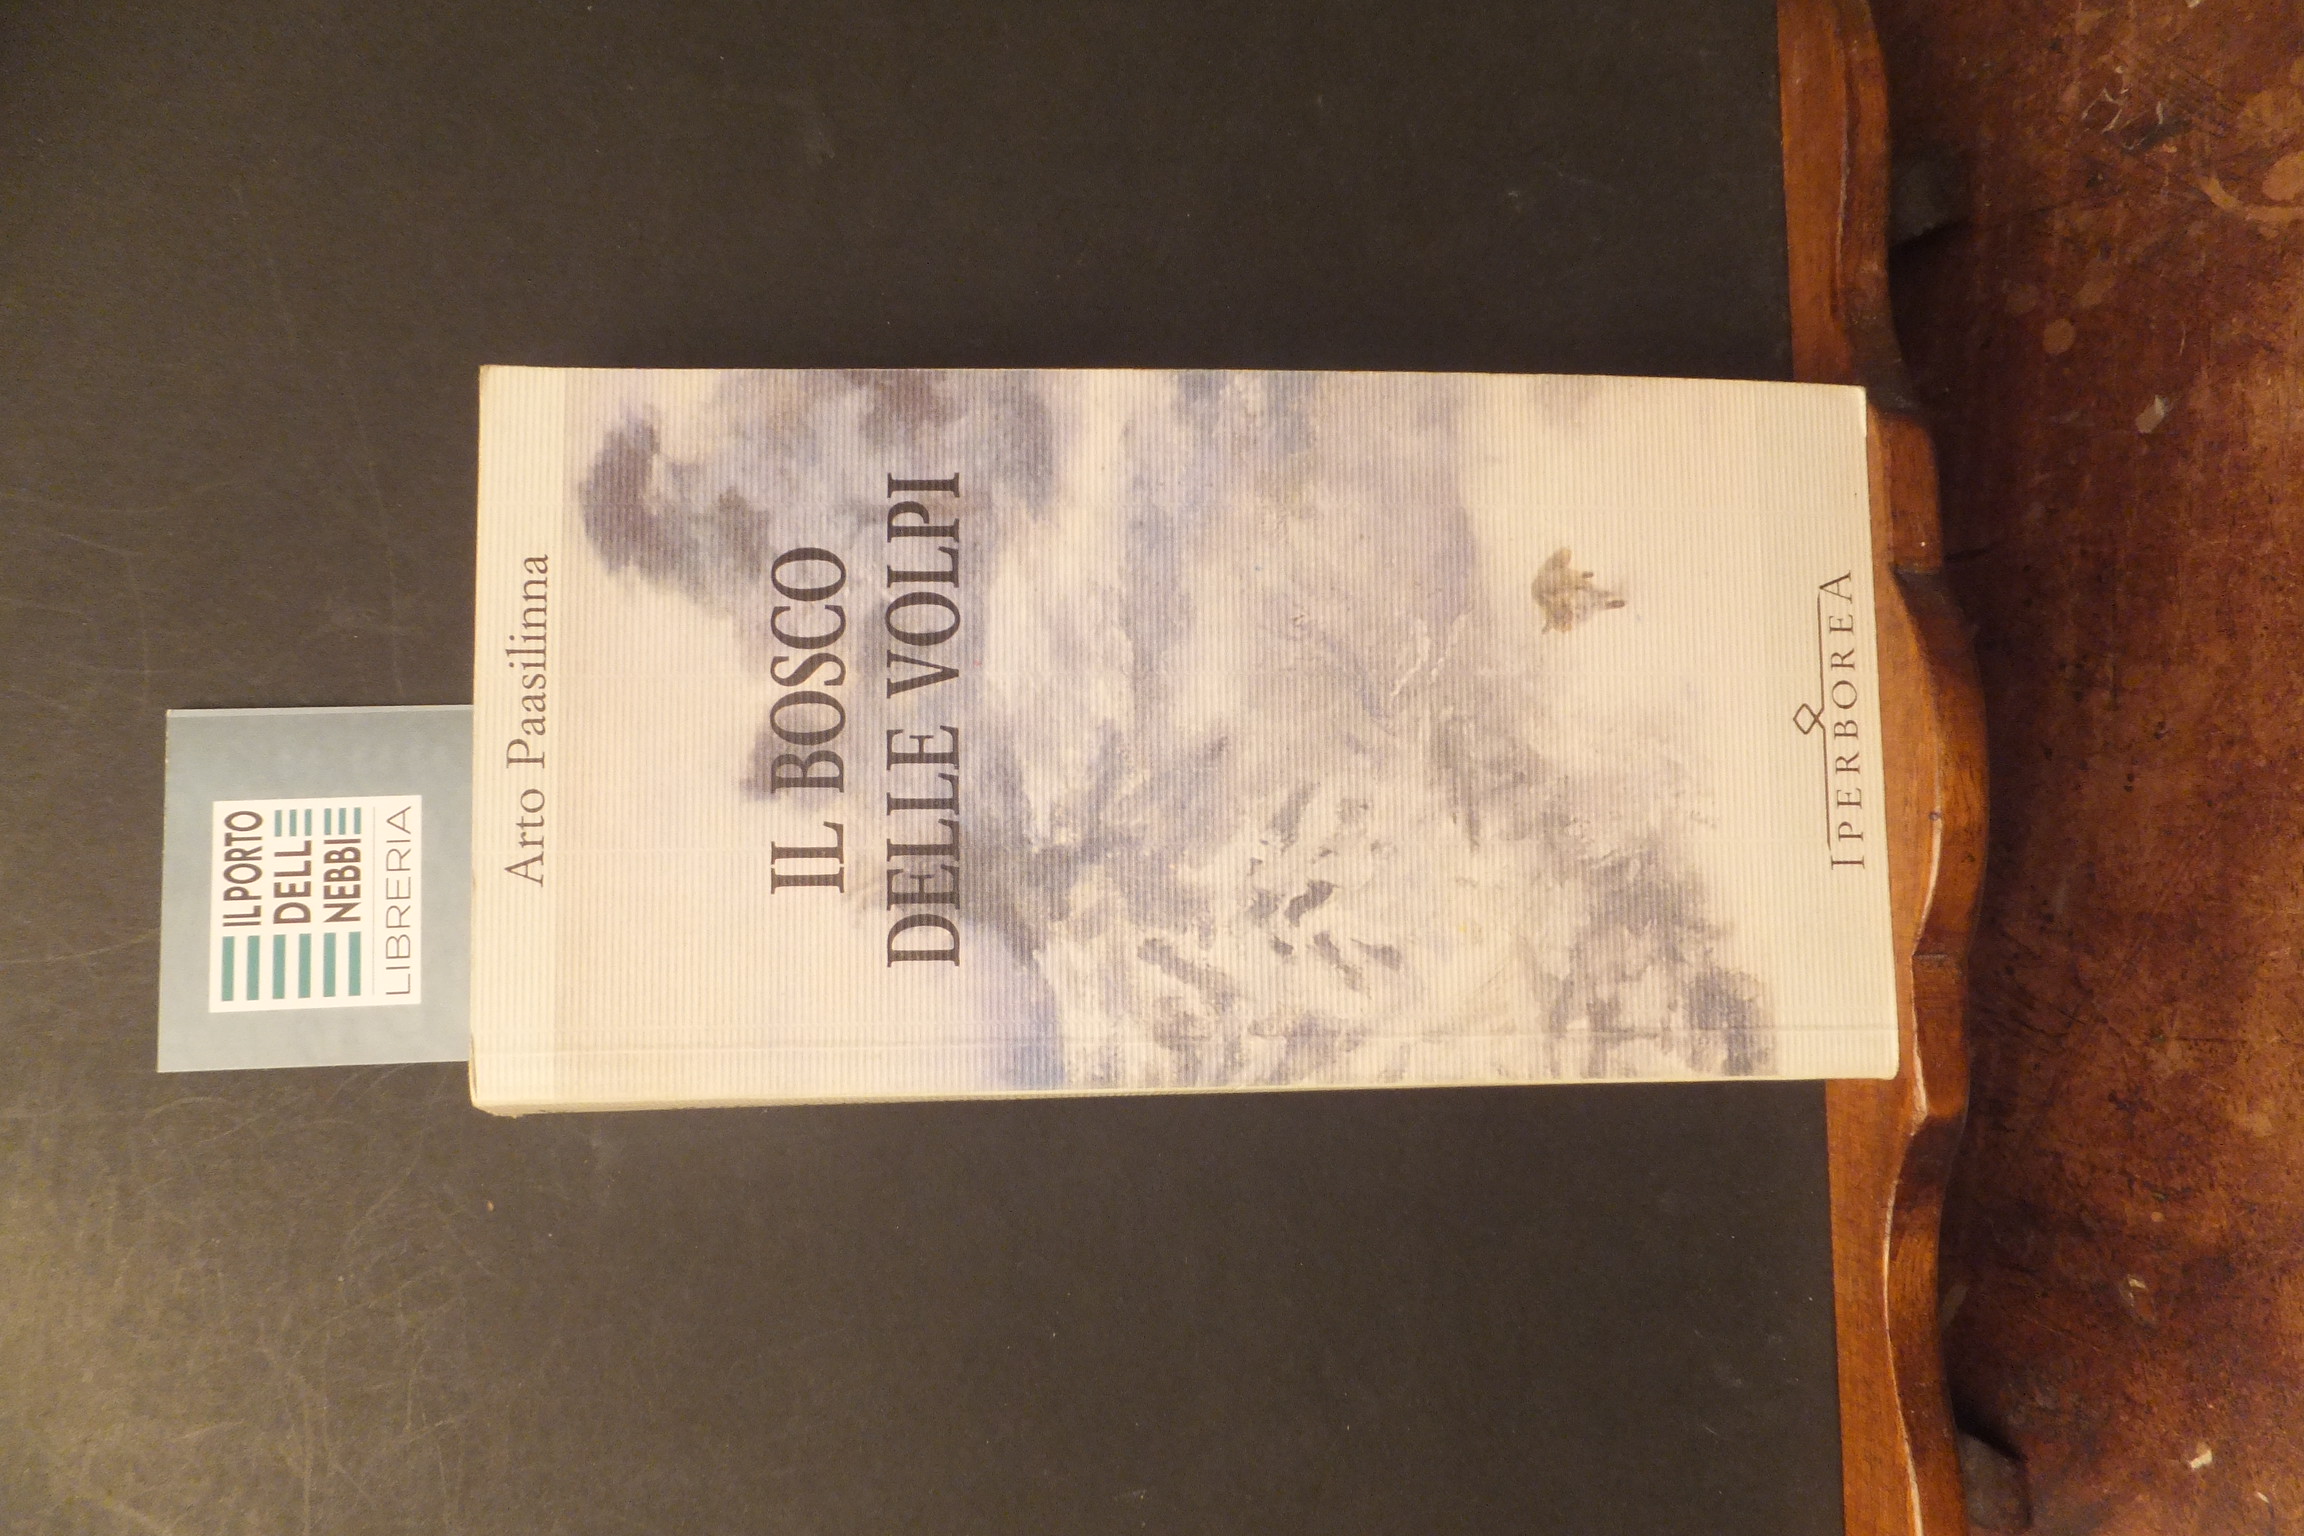 IL PORTO
DELLE
NEBBIE
LIBRERIA
Arto Paasilinna
IL BOSCO
DELLE VOLPI
IPERBOREA